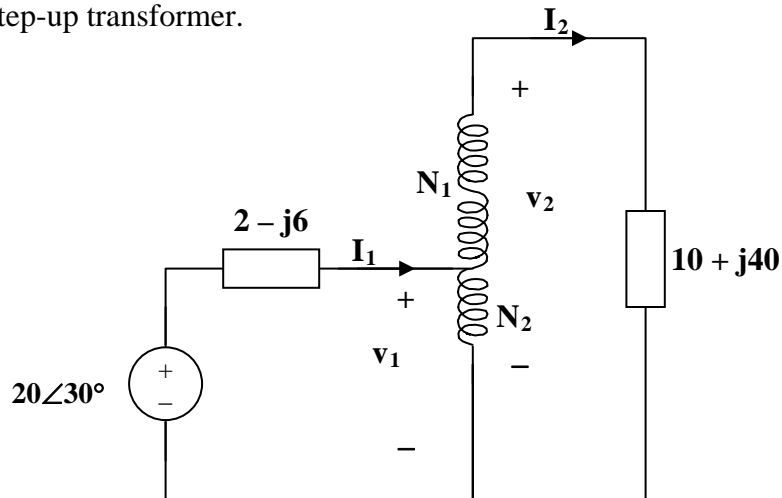 tep-up transformer.
I₂
+
N₁
v₂
2 – j6
10 + j40
I₁
+
N₂
v₁
–
+
20∠30°
–
–